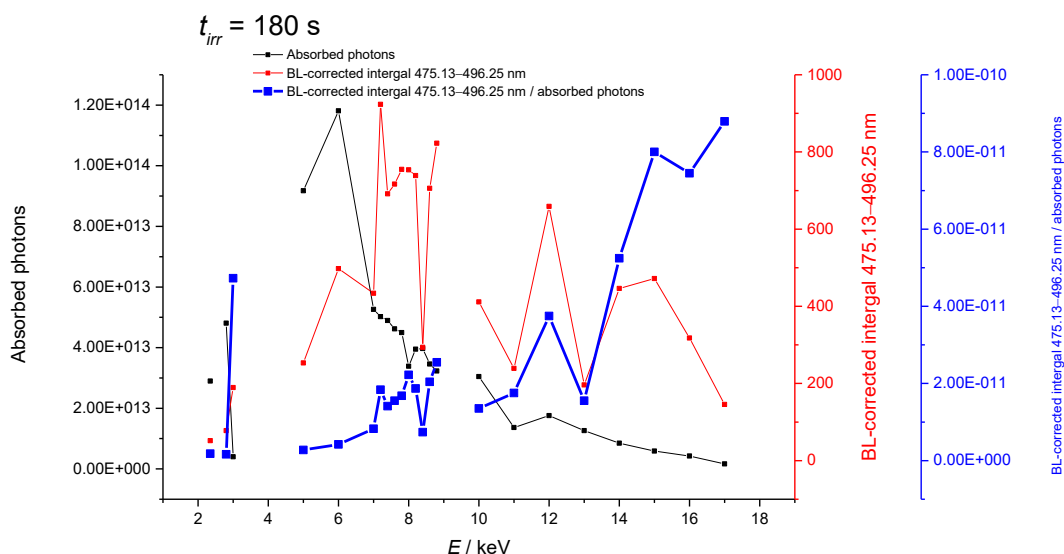 t_irr = 180 s
Absorbed photons
BL-corrected intergal 475.13–496.25 nm
BL-corrected intergal 475.13–496.25 nm / absorbed photons
Absorbed photons
1.20E+014
1.00E+014
8.00E+013
6.00E+013
4.00E+013
2.00E+013
0.00E+000
2 4 6 8 10 12 14 16 18
E / keV
1000
800
600
400
200
0
BL-corrected intergal 475.13–496.25 nm
1.00E-010
8.00E-011
6.00E-011
4.00E-011
2.00E-011
0.00E+000
BL-corrected intergal 475.13–496.25 nm / absorbed photons